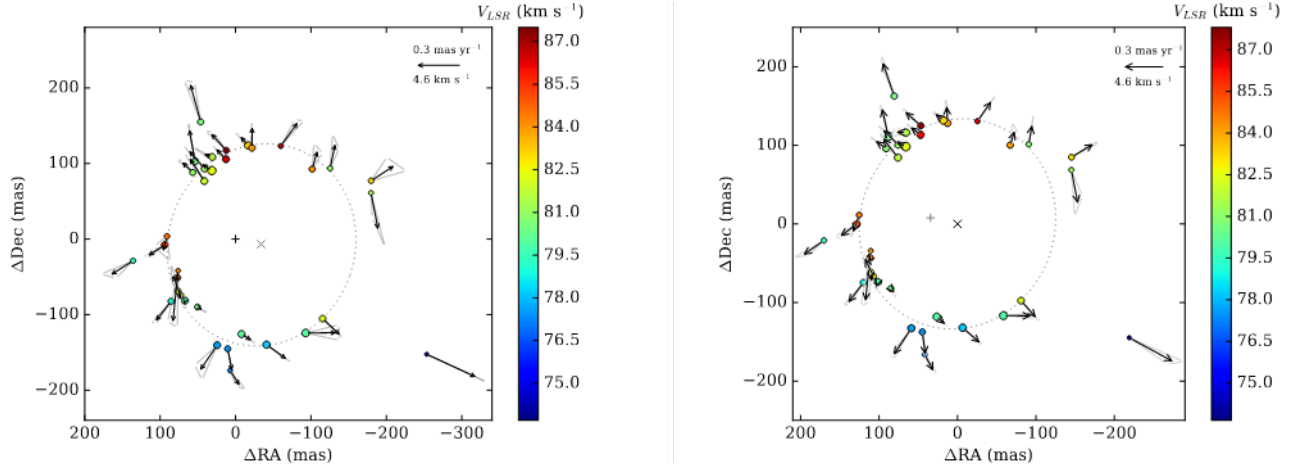 V_LSR (km s⁻¹)
0.3 mas yr⁻¹
4.6 km s⁻¹
87.0
85.5
84.0
82.5
81.0
79.5
78.0
76.5
75.0
200
100
0
−100
−200
ΔDec (mas)
200 100 0 −100 −200 −300
ΔRA (mas)
V_LSR (km s⁻¹)
0.3 mas yr⁻¹
4.6 km s⁻¹
87.0
85.5
84.0
82.5
81.0
79.5
78.0
76.5
75.0
200
100
0
−100
−200
ΔDec (mas)
200 100 0 −100 −200
ΔRA (mas)